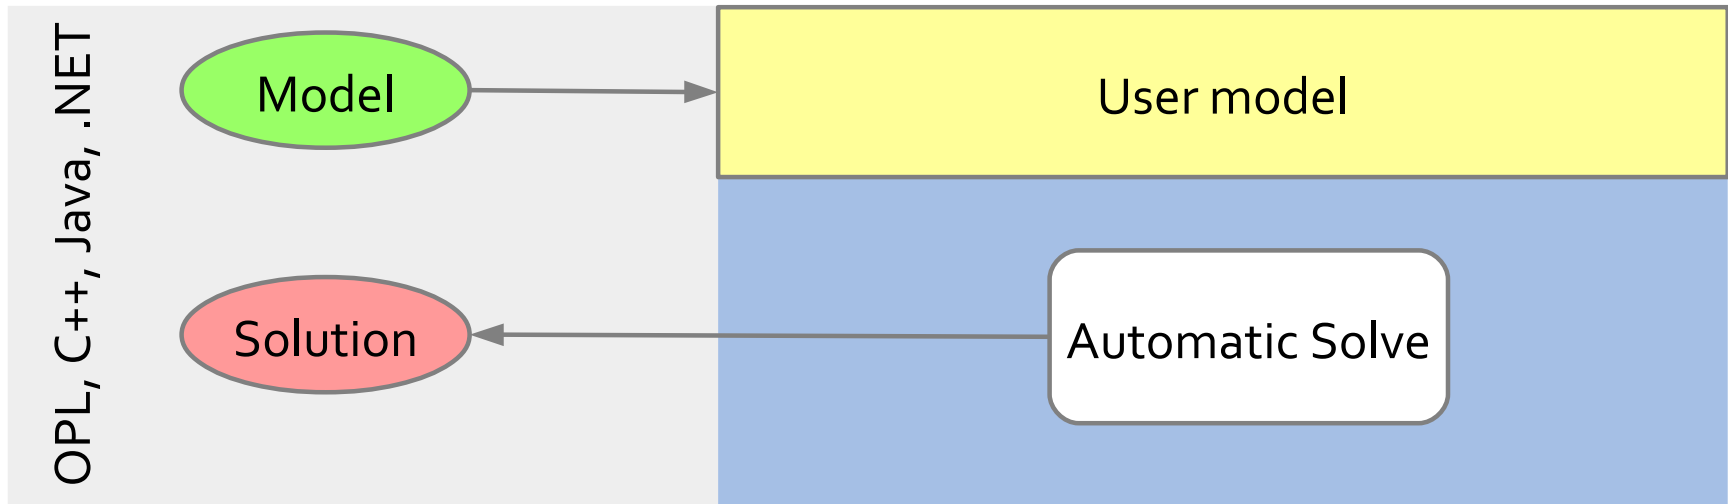 OPL, C++, Java, .NET
Model
User model
Solution
Automatic Solve